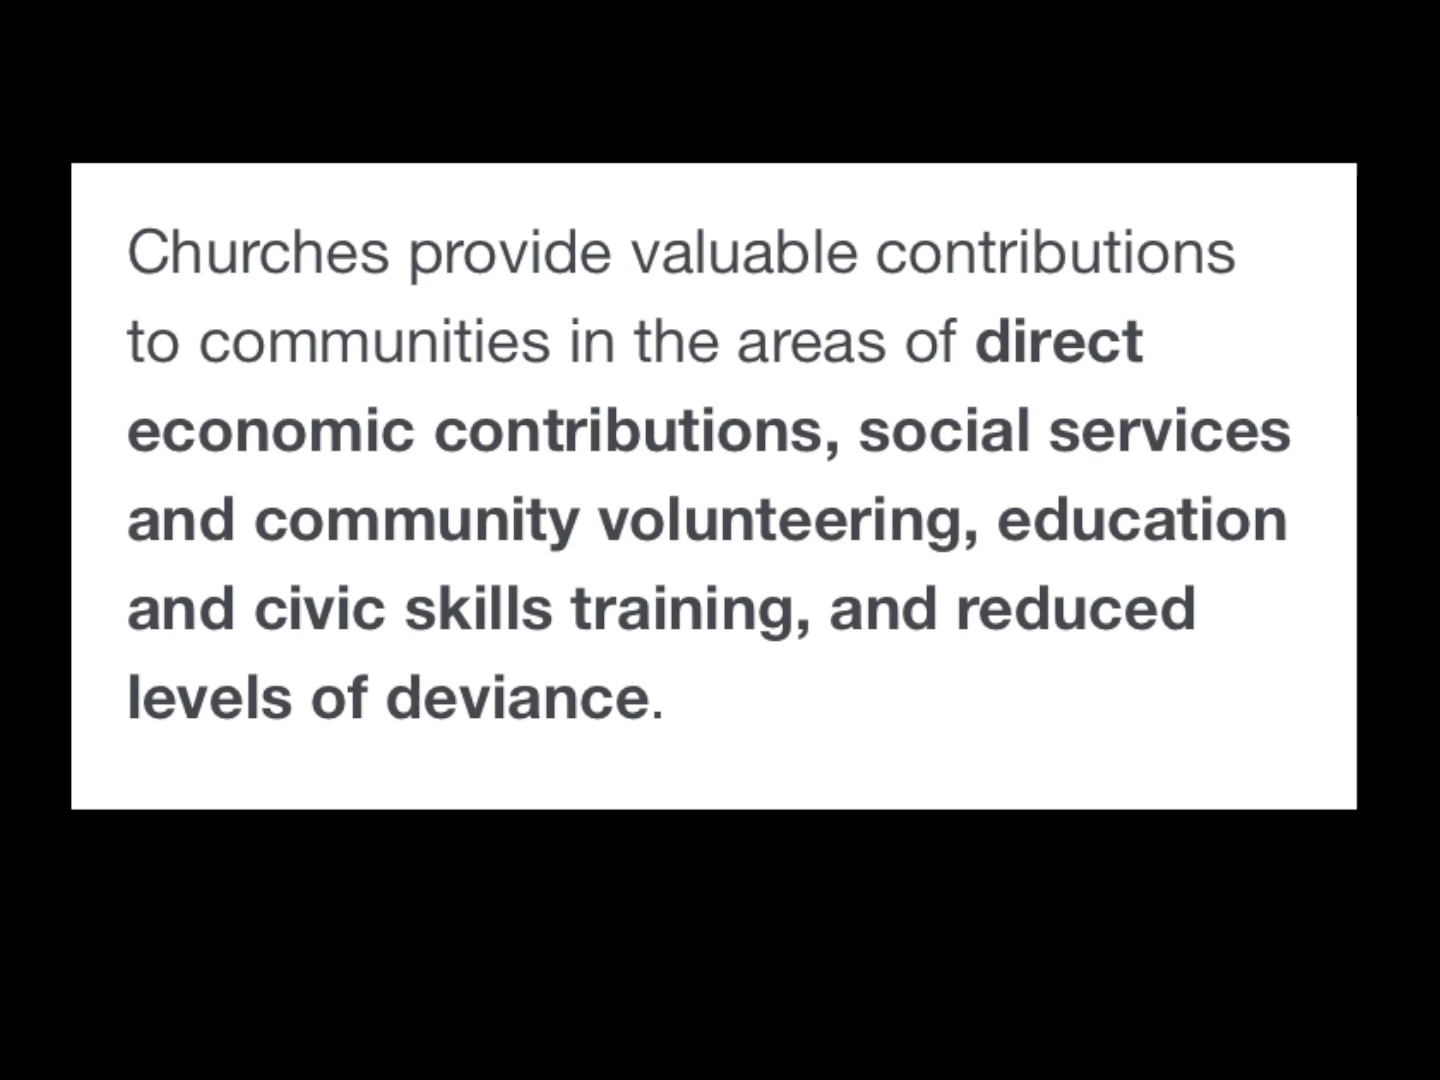 Churches provide valuable contributions
to communities in the areas of direct
economic contributions, social services
and community volunteering, education
and civic skills training, and reduced
levels of deviance.